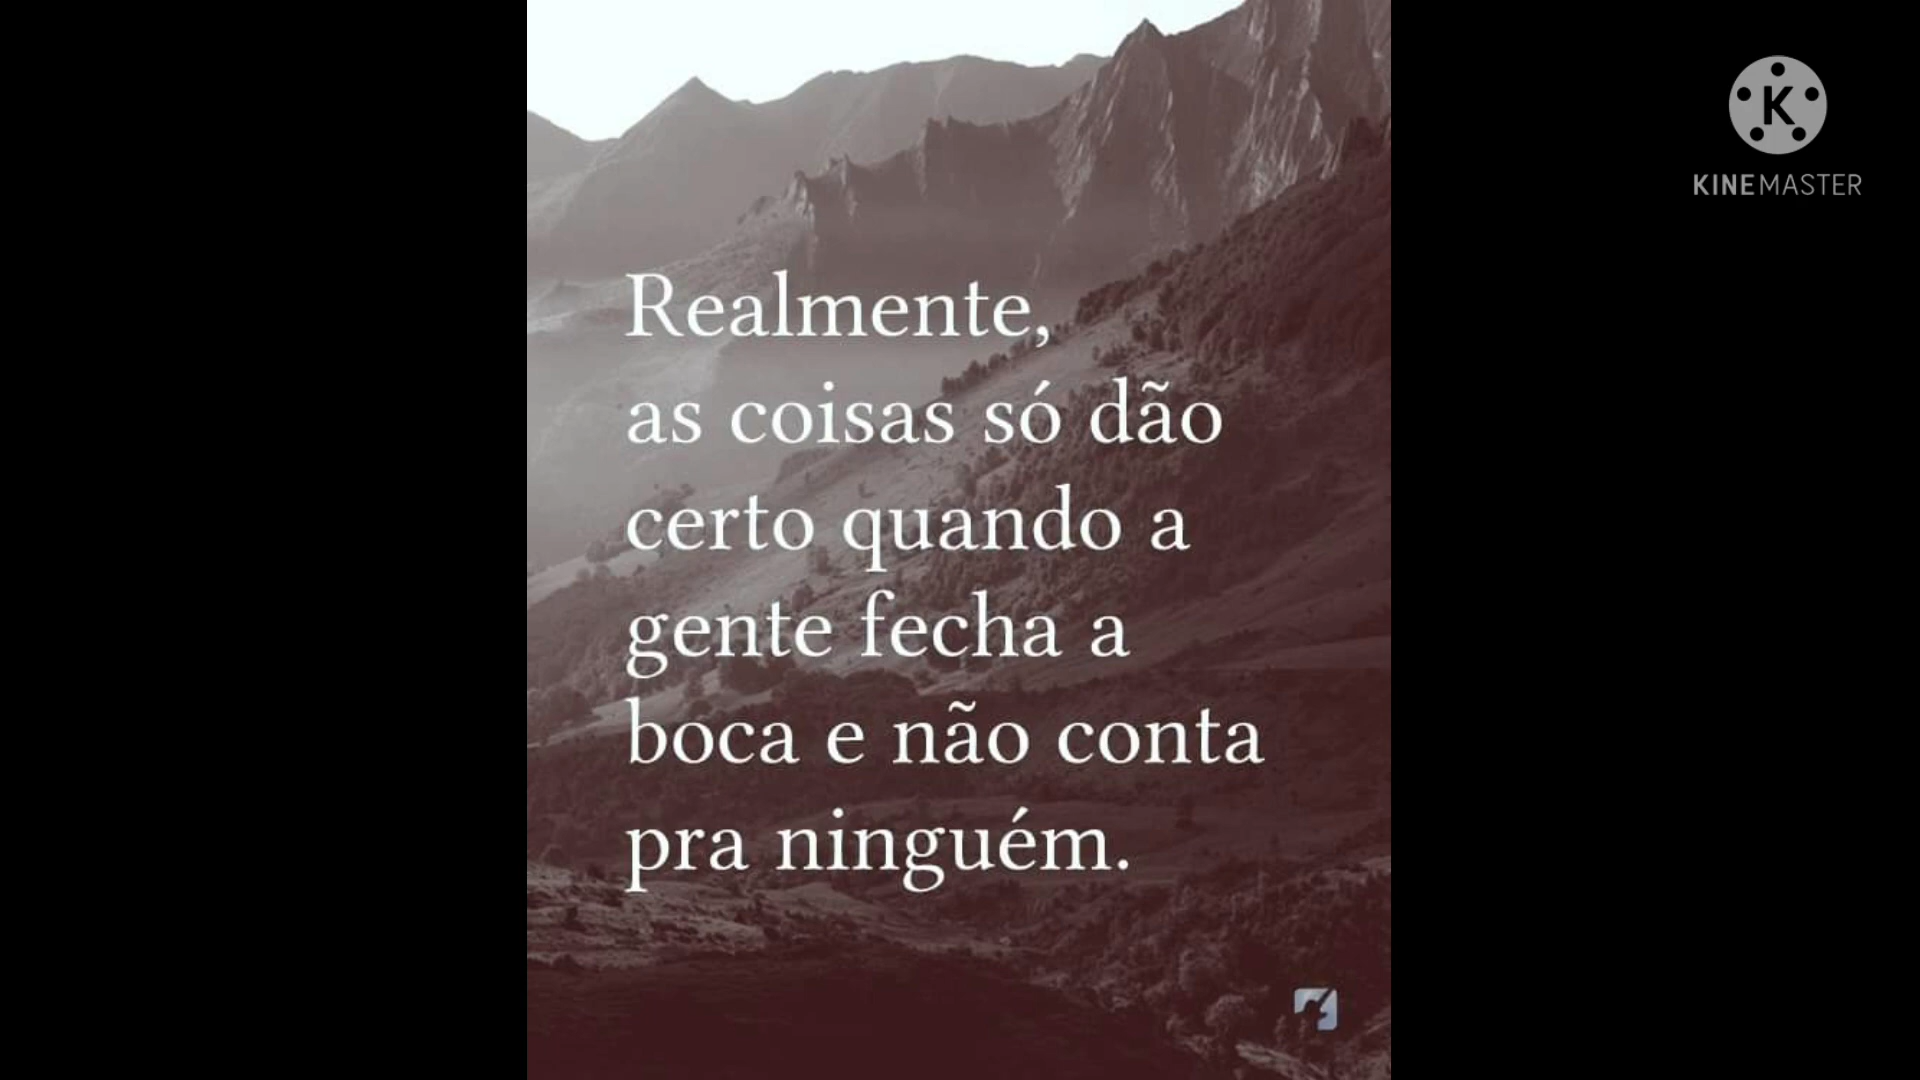 Realmente,
as coisas só dão
certo quando a
gente fecha a
boca e não conta
pra ninguém.
K
KINEMASTER